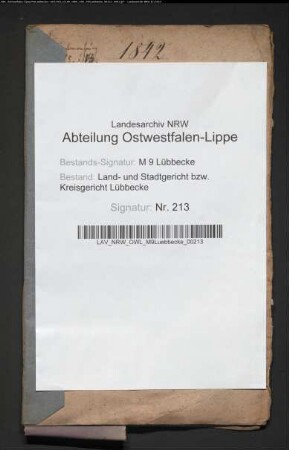 1842
Landesarchiv NRW
Abteilung Ostwestfalen-Lippe
Bestands-Signatur: M 9 Lübbecke
Bestand: Land- und Stadtgericht bzw.
Kreisgericht Lübbecke
Signatur: Nr. 213
LAV_NRW_OWL_M9Luebbecke_00213